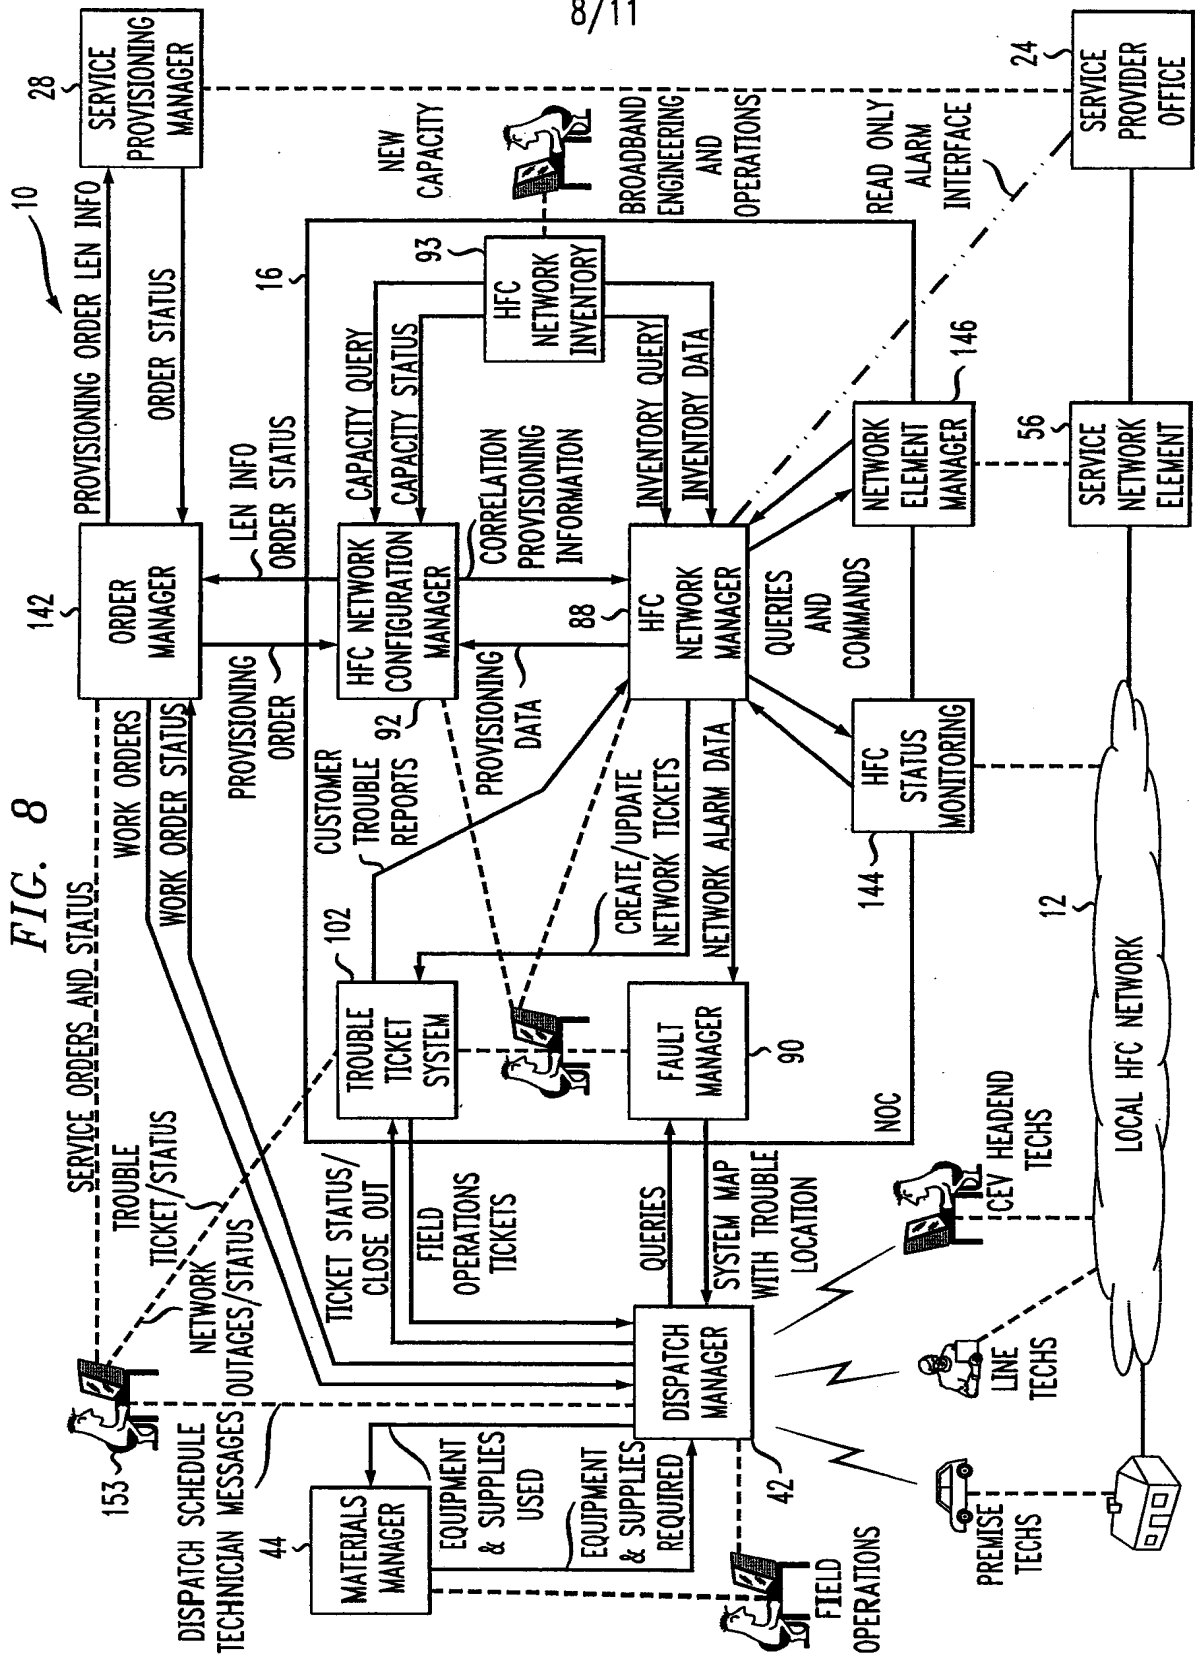 8/11
FIG. 8
10
28
SERVICE
PROVISIONING
MANAGER
PROVISIONING ORDER LEN INFO
ORDER STATUS
142
ORDER
MANAGER
SERVICE ORDERS AND STATUS
WORK ORDERS
WORK ORDER STATUS
153
TROUBLE
TICKET/STATUS
NETWORK
OUTAGES/STATUS
DISPATCH SCHEDULE
TECHNICIAN MESSAGES
LEN INFO
ORDER STATUS
PROVISIONING
ORDER
NEW
CAPACITY
16
93
HFC
NETWORK
INVENTORY
BROADBAND
ENGINEERING
AND
OPERATIONS
CAPACITY QUERY
CAPACITY STATUS
HFC NETWORK
CONFIGURATION
MANAGER
92
CORRELATION
PROVISIONING
INFORMATION
PROVISIONING
DATA
INVENTORY QUERY
INVENTORY DATA
88
HFC
NETWORK
MANAGER
CUSTOMER
TROUBLE
REPORTS
102
TROUBLE
TICKET
SYSTEM
CREATE/UPDATE
NETWORK TICKETS
NETWORK ALARM DATA
FAULT
MANAGER
90
NOC
QUERIES
AND
COMMANDS
READ ONLY
ALARM
INTERFACE
24
SERVICE
PROVIDER
OFFICE
NETWORK
ELEMENT
MANAGER
146
56
SERVICE
NETWORK
ELEMENT
HFC
STATUS
MONITORING
144
12
LOCAL HFC NETWORK
TICKET STATUS/
CLOSE OUT
FIELD
OPERATIONS
TICKETS
QUERIES
SYSTEM MAP
WITH TROUBLE
LOCATION
DISPATCH
MANAGER
42
44
MATERIALS
MANAGER
EQUIPMENT
& SUPPLIES
USED
EQUIPMENT
& SUPPLIES
REQUIRED
FIELD
OPERATIONS
CEV HEADEND
TECHS
LINE
TECHS
PREMISE
TECHS